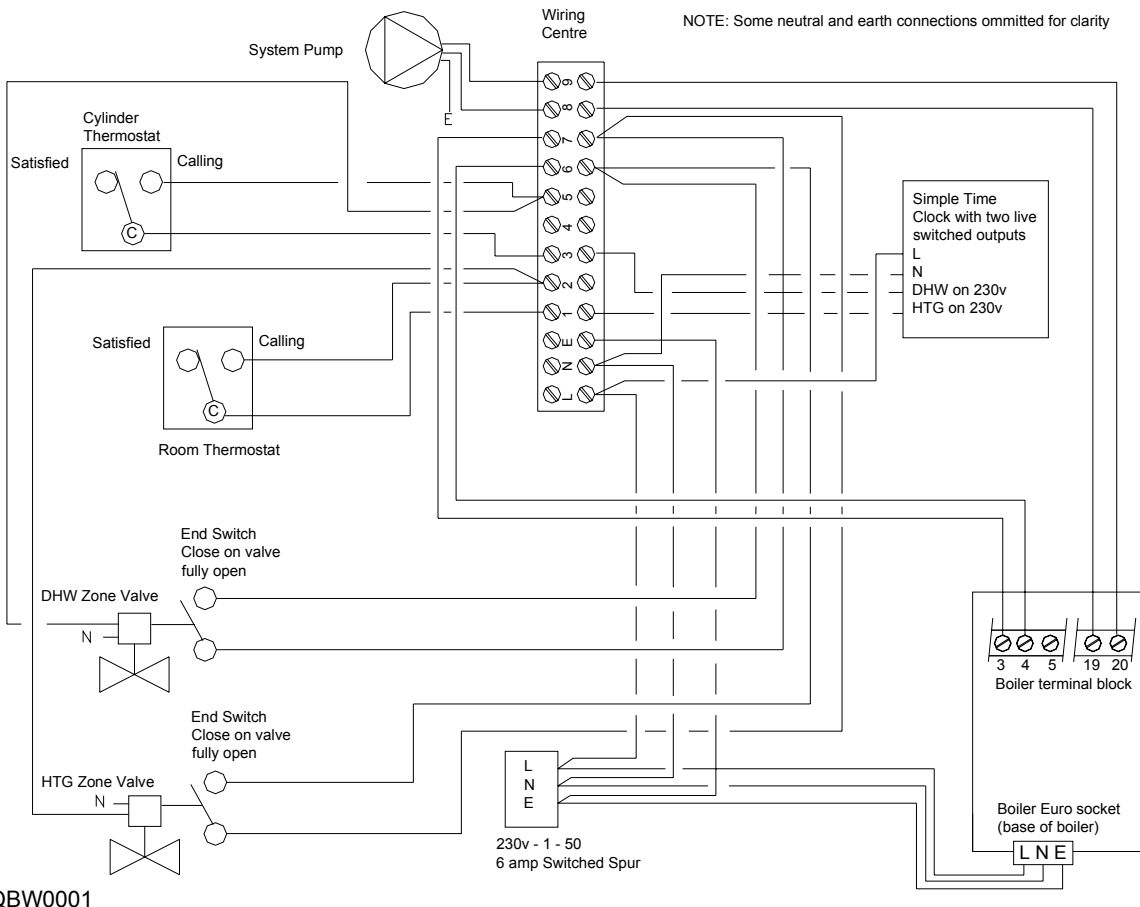 Wiring
Centre
NOTE: Some neutral and earth connections ommitted for clarity
System Pump
E
Cylinder
Thermostat
Satisfied
Calling
C
9
8
7
6
5
4
3
2
1
E
N
L
Simple Time
Clock with two live
switched outputs
L
N
DHW on 230v
HTG on 230v
Satisfied
Calling
C
Room Thermostat
End Switch
Close on valve
fully open
DHW Zone Valve
N
3 4 5 19 20
Boiler terminal block
End Switch
Close on valve
fully open
HTG Zone Valve
N
L
N
E
230v - 1 - 50
6 amp Switched Spur
Boiler Euro socket
(base of boiler)
L N E
QBW0001